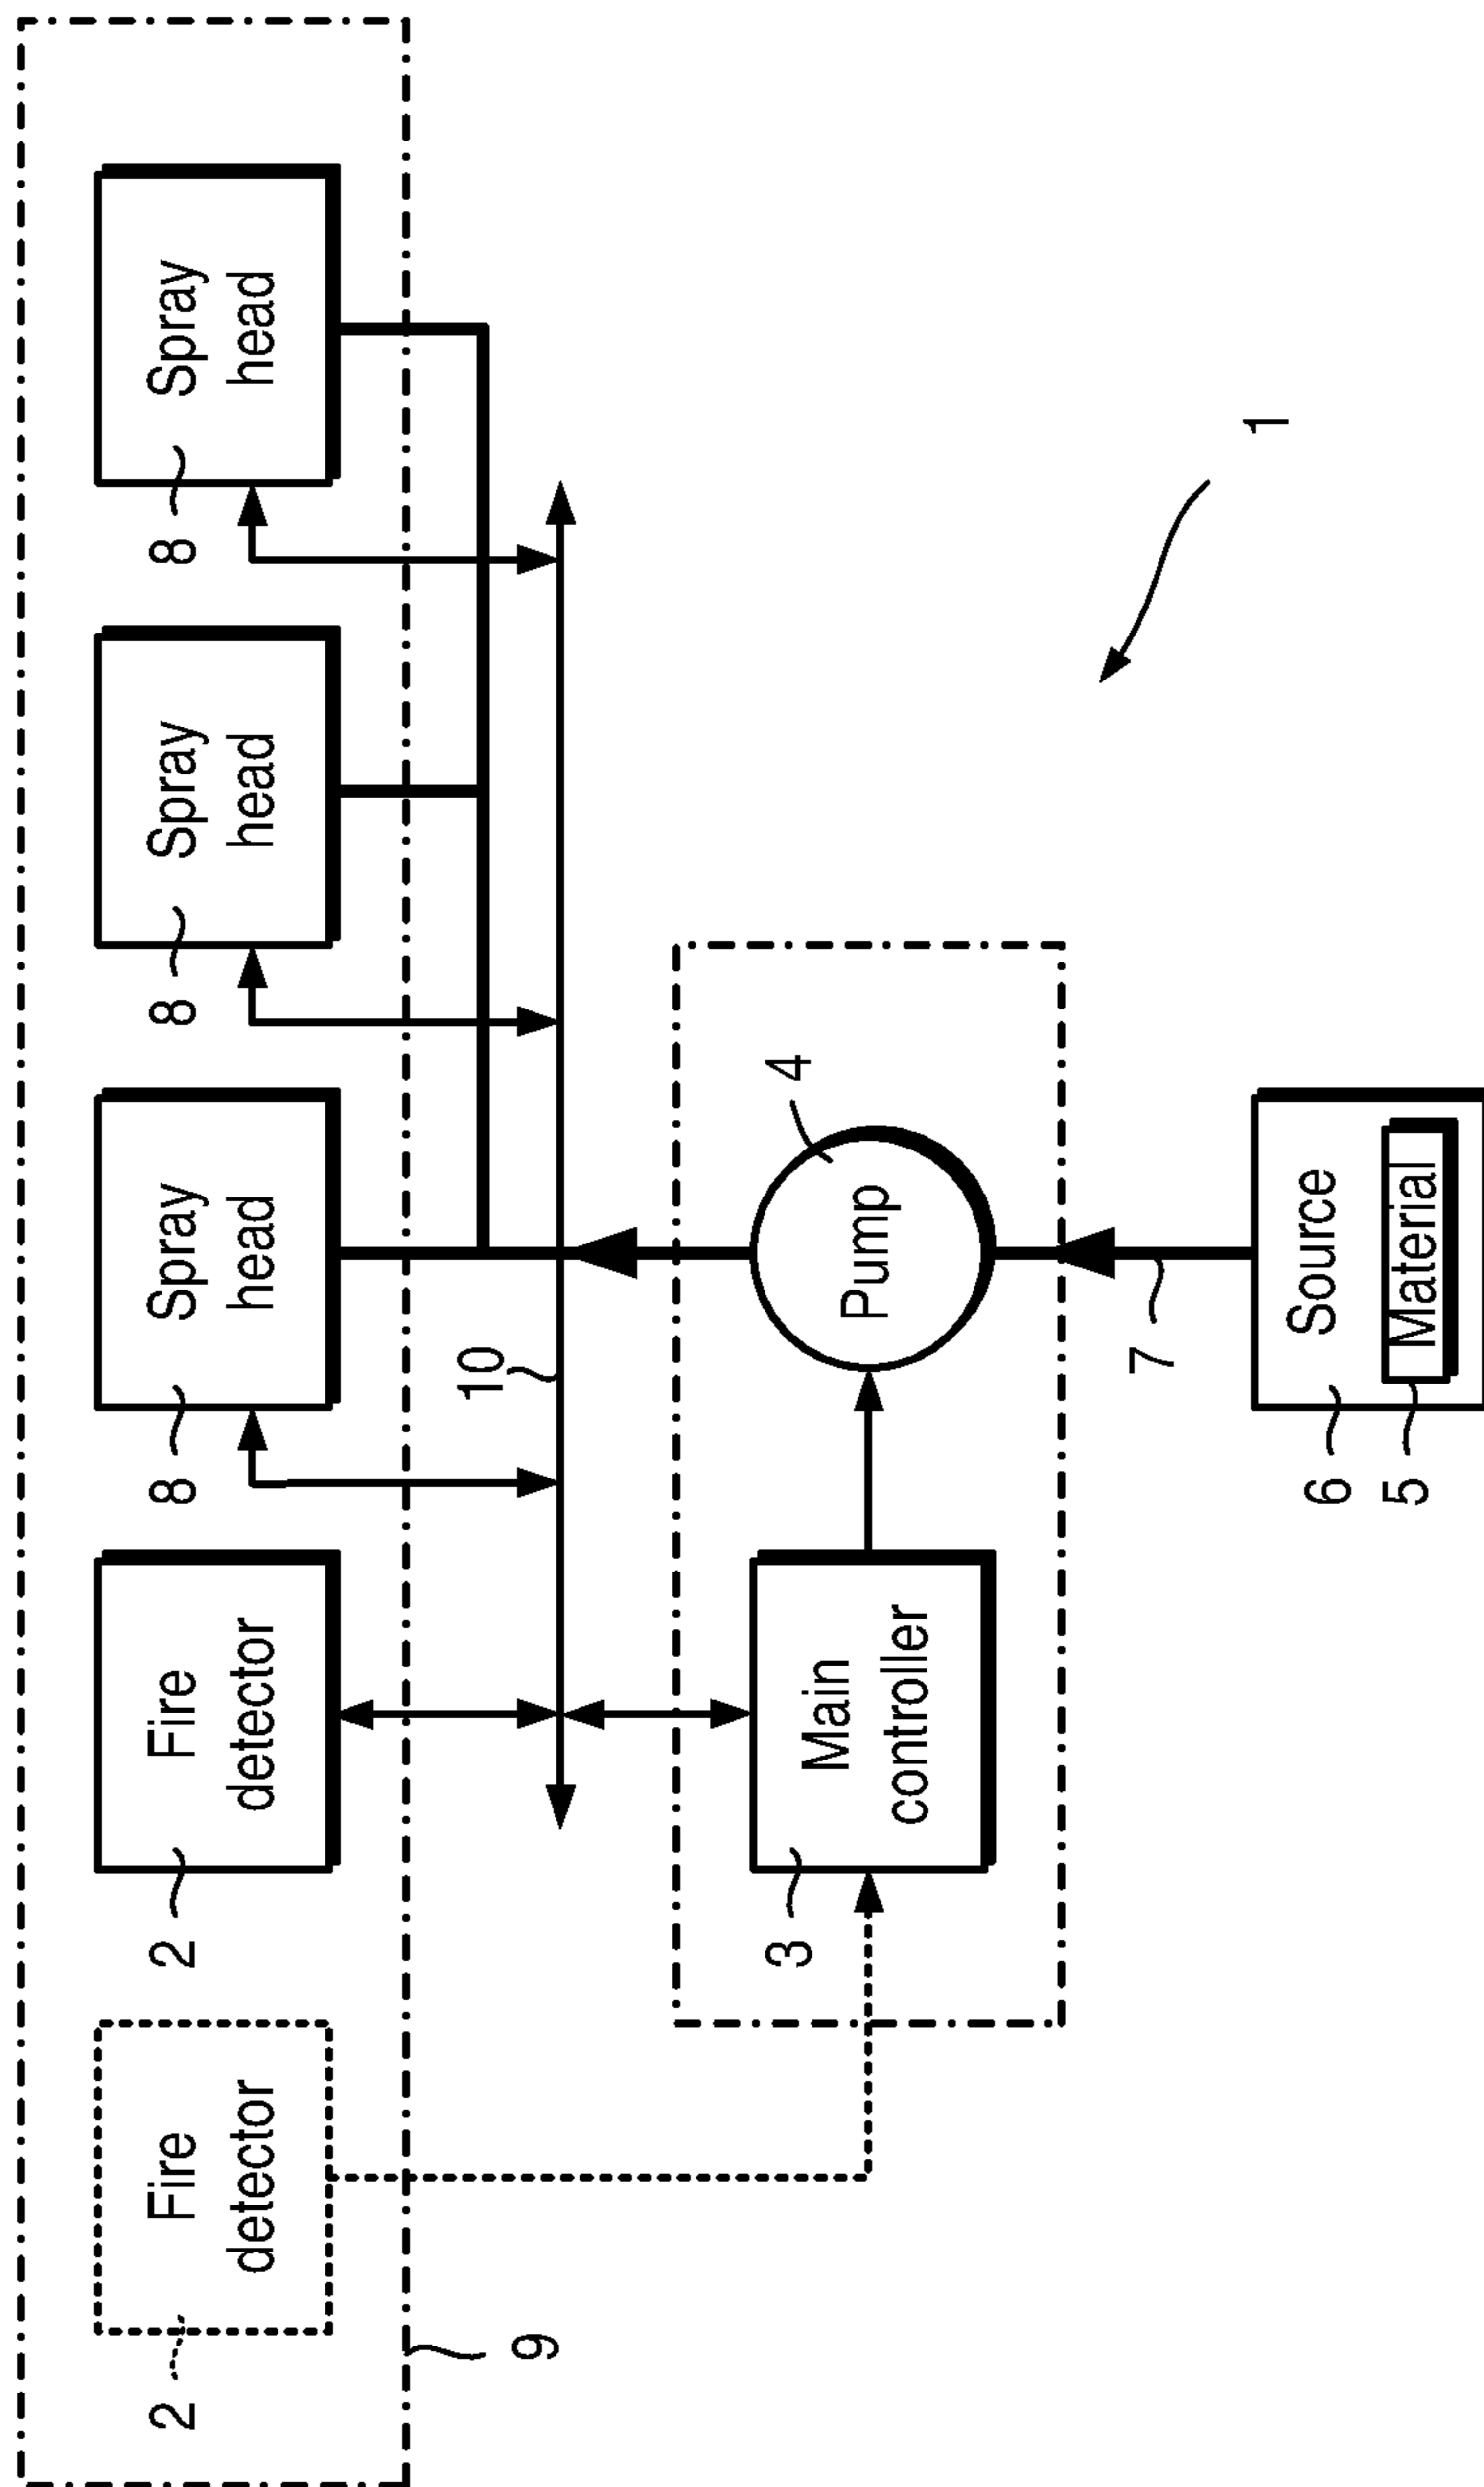 2
Fire
detector
2
Fire
detector
8
Spray
head
8
Spray
head
8
Spray
head
9
10
3
Main
controller
4
Pump
1
7
6
Source
5
Material